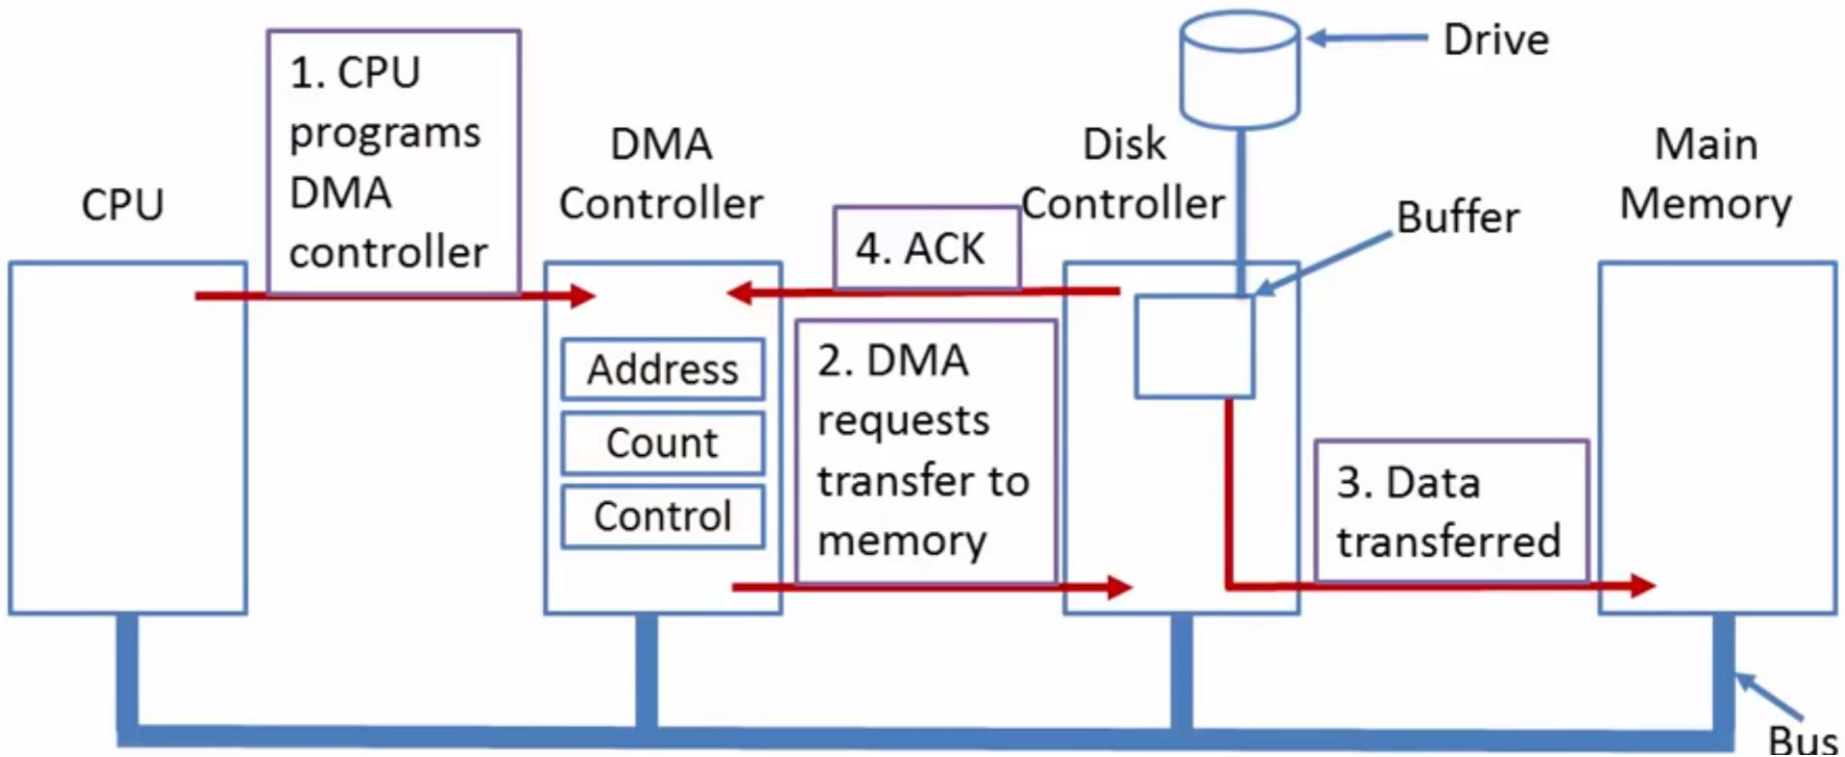 Drive
1. CPU
programs
DMA
controller
DMA
Controller
Disk
Controller
Main
Memory
CPU
Buffer
4. ACK
Address
Count
Control
2. DMA
requests
transfer to
memory
3. Data
transferred
Bus